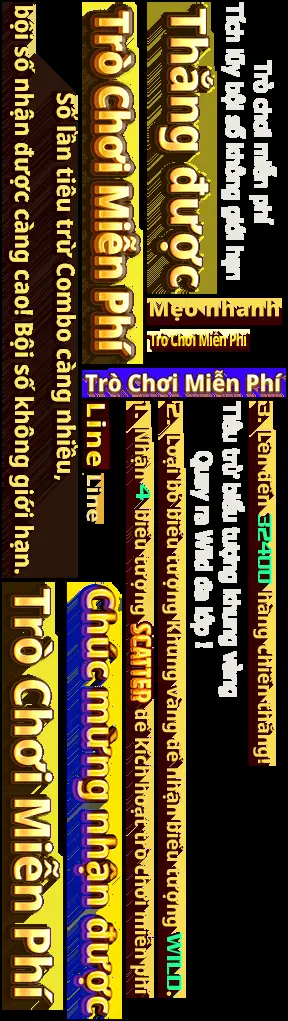 Trò chơi miễn phí
Tích lũy bội số không giới hạn
Thắng được
Trò Chơi Miễn Phí
Số lần tiêu trừ Combo càng nhiều,
bội số nhận được càng cao! Bội số không giới hạn.
Mẹo nhanh
Trò Chơi Miễn Phí
Trò Chơi Miễn Phí
3. Lên đến 32400 hàng chiến thắng!
Tiêu trừ biểu tượng khung vàng
Quay ra Wild đa lớp !
2. Loại bỏ biểu tượng Khung vàng để nhận biểu tượng WILD.
1. Nhận 4 biểu tượng SCATTER để kích hoạt trò chơi miễn phí
Line
Line
Chúc mừng nhận được
Trò Chơi Miễn Phí